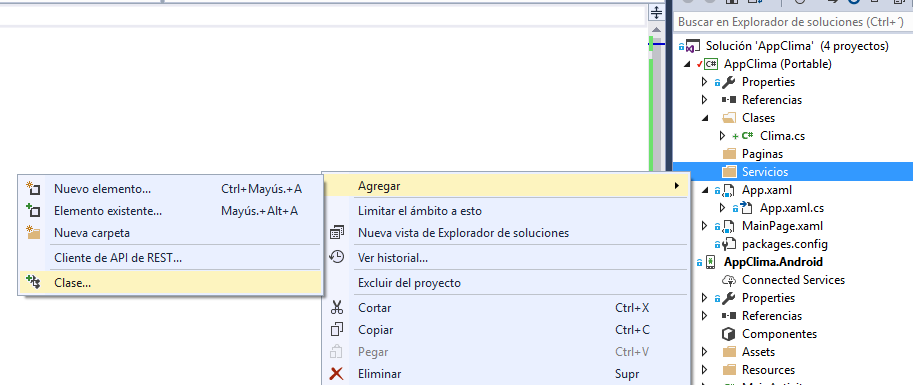 Buscar en Explorador de soluciones (Ctrl+´)
Solución 'AppClima' (4 proyectos)
AppClima (Portable)
Properties
Referencias
Clases
Clima.cs
Paginas
Servicios
App.xaml
App.xaml.cs
MainPage.xaml
packages.config
AppClima.Android
Connected Services
Properties
Referencias
Componentes
Assets
Resources
Agregar
Limitar el ámbito a esto
Nueva vista de Explorador de soluciones
Ver historial...
Excluir del proyecto
Cortar Ctrl+X
Copiar Ctrl+C
Pegar Ctrl+V
Eliminar Supr
Nuevo elemento... Ctrl+Mayús.+A
Elemento existente... Mayús.+Alt+A
Nueva carpeta
Cliente de API de REST...
Clase...